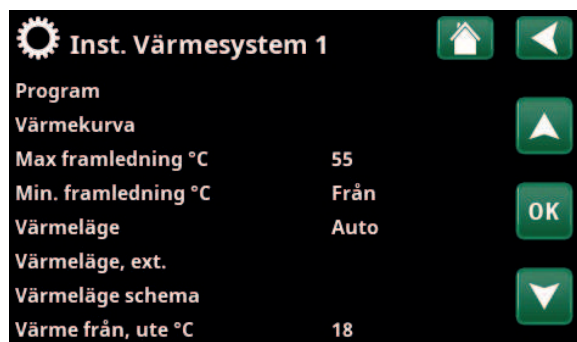 Inst. Värmesystem 1
Program
Värmekurva
Max framledning °C 55
Min. framledning °C Från
Värmeläge Auto
Värmeläge, ext.
Värmeläge schema
Värme från, ute °C 18
OK